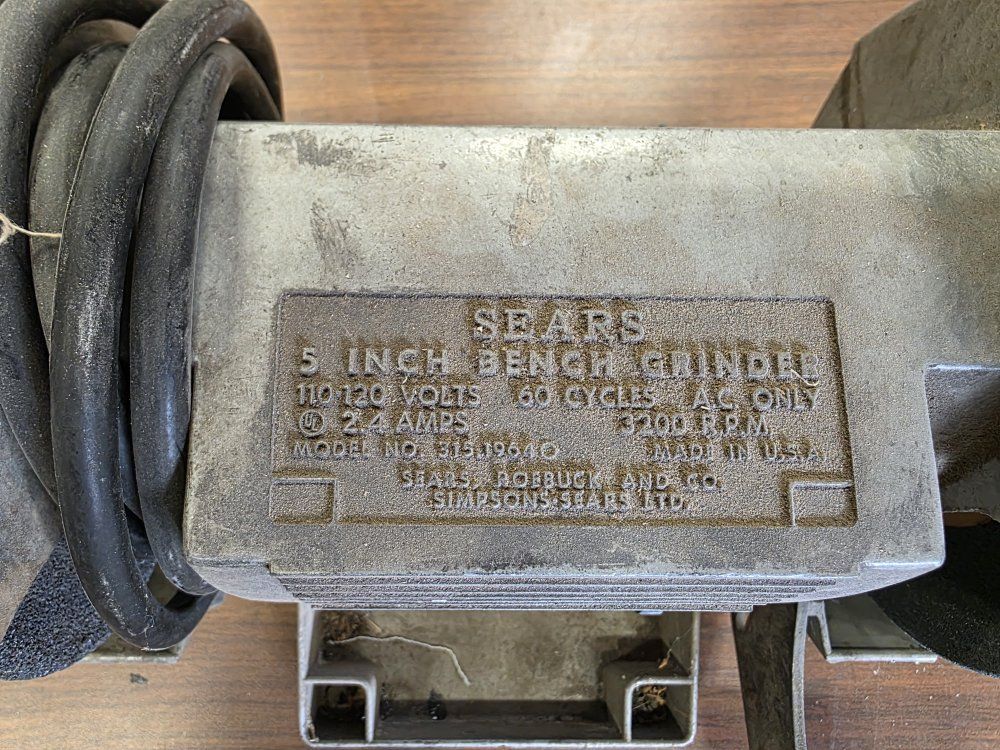 SEARS
5 INCH BENCH GRINDER
110-120 VOLTS 60 CYCLES A.C. ONLY
UL 2.4 AMPS 3200 R.P.M.
MODEL NO. 315.19640 MADE IN U.S.A.
SEARS, ROEBUCK AND CO.
SIMPSONS-SEARS LTD.